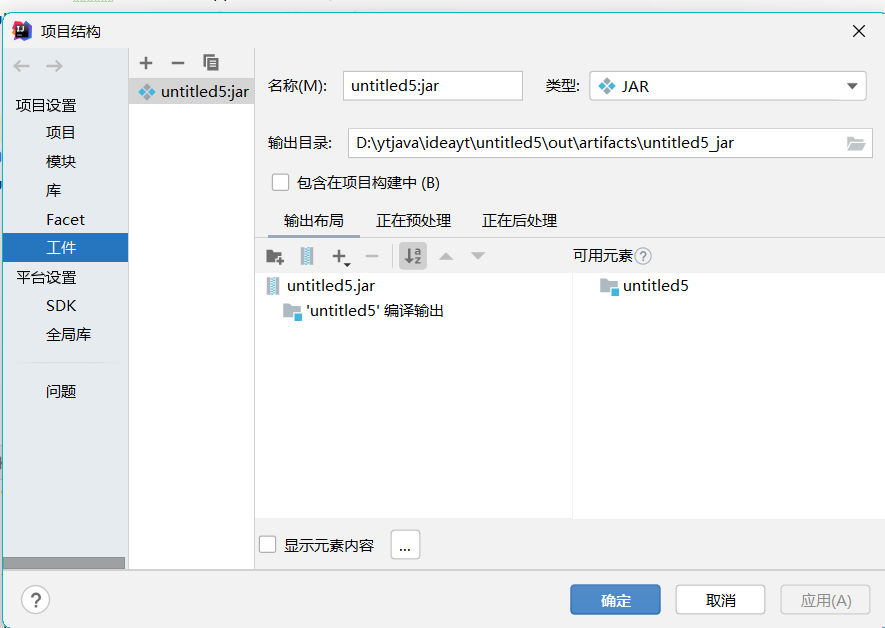 项目结构
项目设置
项目
模块
库
Facet
工件
平台设置
SDK
全局库
问题
untitled5:jar
名称(M): untitled5:jar 类型: JAR
输出目录: D:\ytjava\ideayt\untitled5\out\artifacts\untitled5_jar
包含在项目构建中 (B)
输出布局 正在预处理 正在后处理
可用元素 ?
untitled5.jar
'untitled5' 编译输出
untitled5
显示元素内容 ...
? 确定 取消 应用(A)